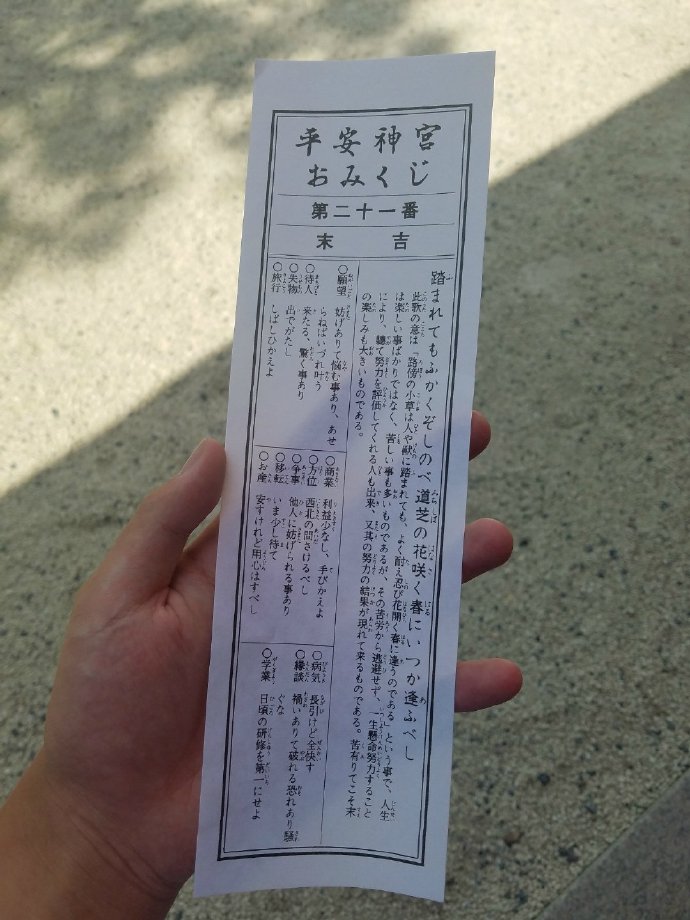 平安神宮
おみくじ
第二十一番
末吉
踏まれてもふかくぞしのべ道芝の花咲く春にいつか逢ふべし
此歌の意は「路傍の小草は人や獣に踏まれても、よく耐え忍び花開く春に逢うのである」という事で、人生
は楽しい事ばかりではなく、苦しい事も多いものであるが、その苦労から逃避せず、一生懸命努力すること
により、軈て努力を評価してくれる人も出来、又其の努力の結果が現れて来るものである。苦有りてこそ末
の楽しみも大きいものである。
○願望 妨げありて悩む事あり、あせ
らねばいづれ叶う
○待人 来たる、驚く事あり
○失物 出でがたし
○旅行 しばしひかえよ
○商業 利益少なし、手びかえよ
○方位 西北の間さけるべし
○争事 他人に妨げられる事あり
○移転 いま少し待て
○お産 安すけれど用心はすべし
○病気 長引けど全快す
○縁談 禍いありて破れる恐れあり騒
ぐな
○学業 日頃の研修を第一にせよ